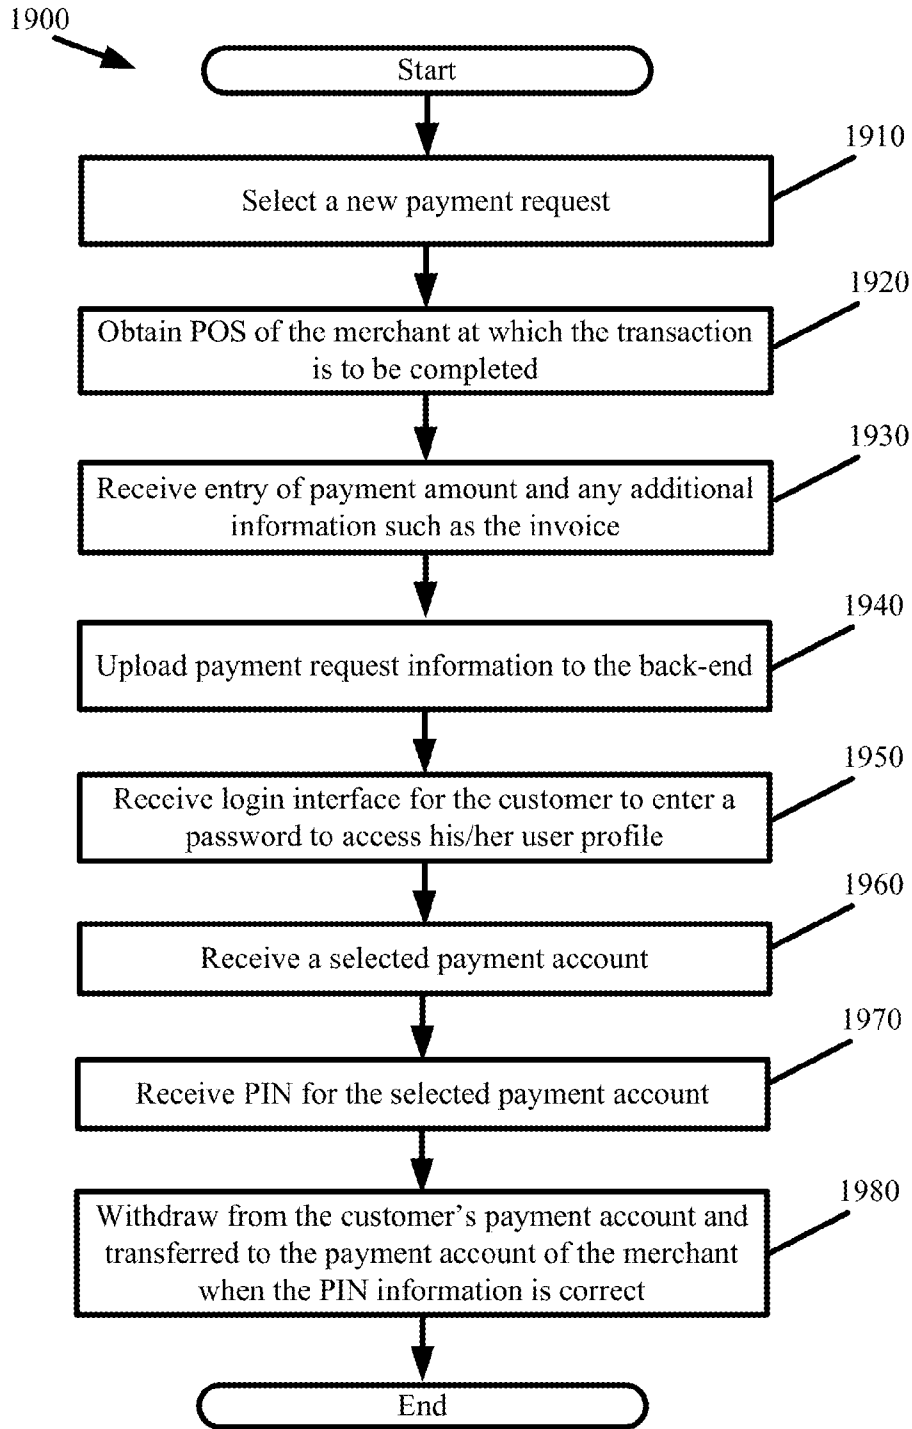 1900
Start
1910
Select a new payment request
1920
Obtain POS of the merchant at which the transaction
is to be completed
1930
Receive entry of payment amount and any additional
information such as the invoice
1940
Upload payment request information to the back-end
1950
Receive login interface for the customer to enter a
password to access his/her user profile
1960
Receive a selected payment account
1970
Receive PIN for the selected payment account
1980
Withdraw from the customer's payment account and
transferred to the payment account of the merchant
when the PIN information is correct
End